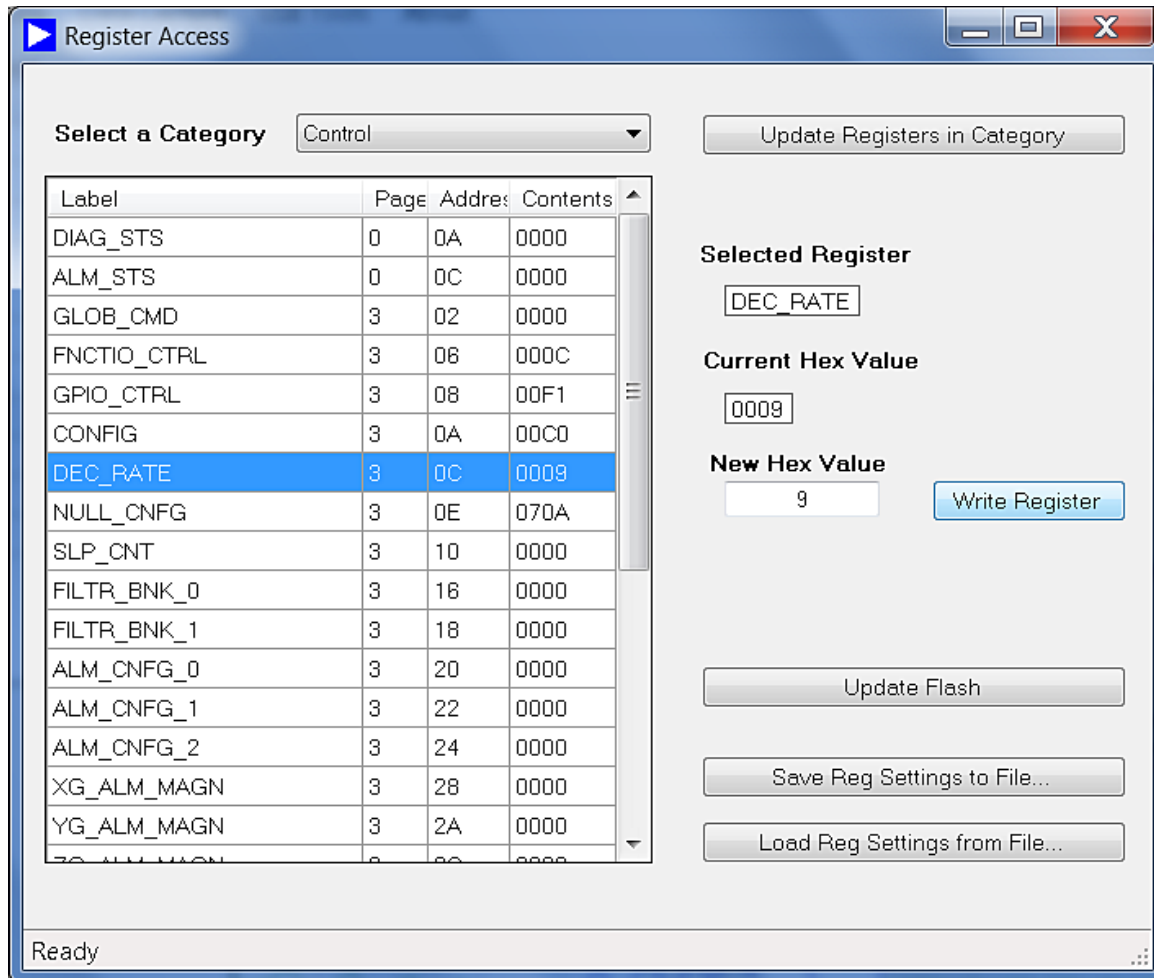 Register Access
Select a Category Control Update Registers in Category
Label Page Addres Contents
DIAG_STS 0 0A 0000
ALM_STS 0 0C 0000
GLOB_CMD 3 02 0000
FNCTIO_CTRL 3 06 000C
GPIO_CTRL 3 08 00F1
CONFIG 3 0A 00C0
DEC_RATE 3 0C 0009
NULL_CNFG 3 0E 070A
SLP_CNT 3 10 0000
FILTR_BNK_0 3 16 0000
FILTR_BNK_1 3 18 0000
ALM_CNFG_0 3 20 0000
ALM_CNFG_1 3 22 0000
ALM_CNFG_2 3 24 0000
XG_ALM_MAGN 3 28 0000
YG_ALM_MAGN 3 2A 0000
Selected Register
DEC_RATE
Current Hex Value
0009
New Hex Value
9 Write Register
Update Flash
Save Reg Settings to File...
Load Reg Settings from File...
Ready